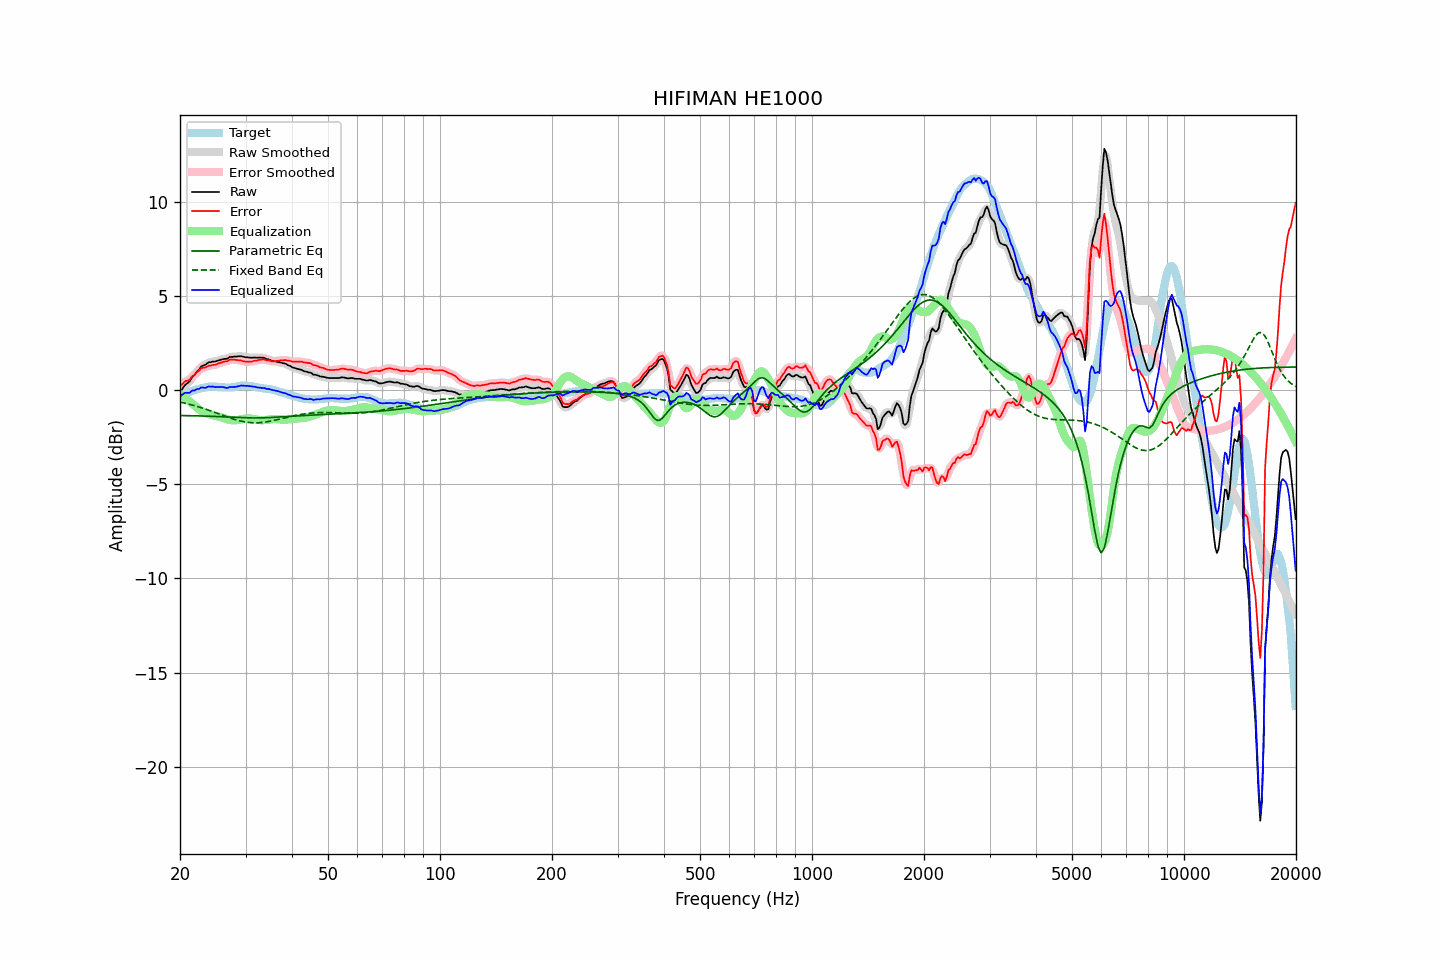 HIFIMAN HE1000
Target
Raw Smoothed
Error Smoothed
Raw
Error
Equalization
Parametric Eq
Fixed Band Eq
Equalized
Amplitude (dBr)
10
5
0
−5
−10
−15
−20
20
50
100
200
500
1000
2000
5000
10000
20000
Frequency (Hz)